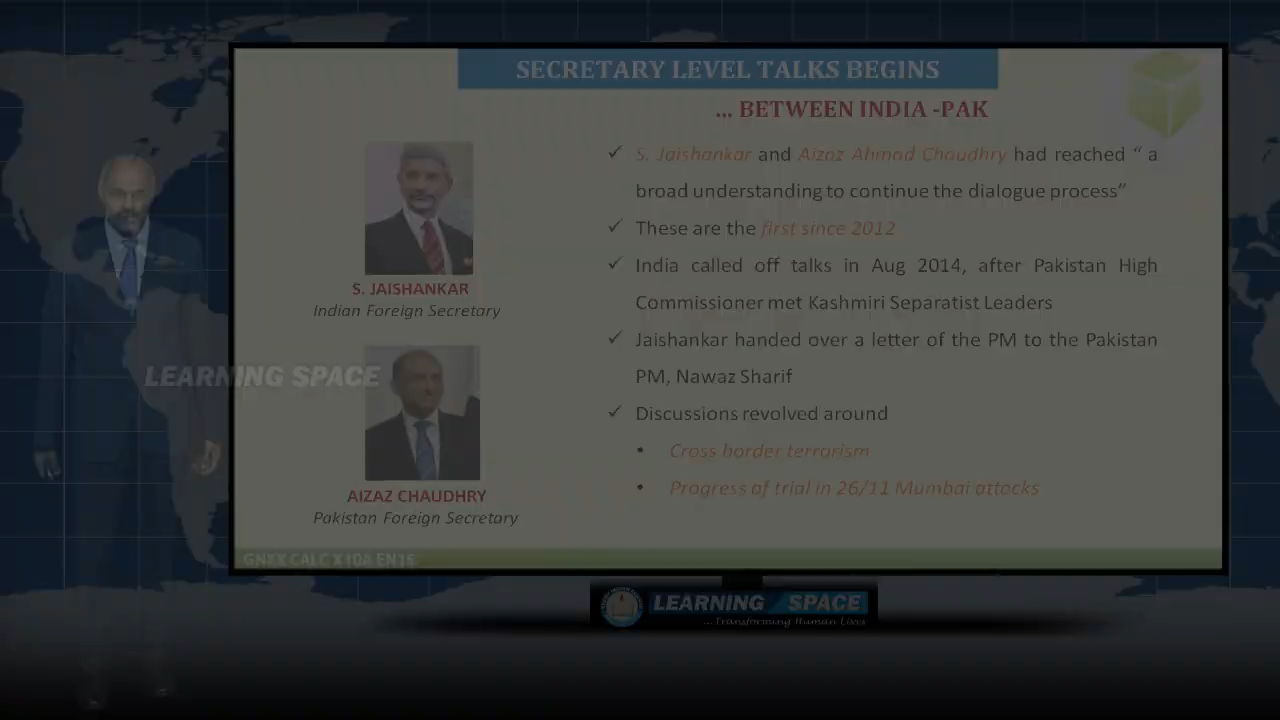 SECRETARY LEVEL TALKS BEGINS
... BETWEEN INDIA -PAK
S. JAISHANKAR
Indian Foreign Secretary
AIZAZ CHAUDHRY
Pakistan Foreign Secretary
✓ S. Jaishankar and Aizaz Ahmad Chaudhry had reached “ a
broad understanding to continue the dialogue process”
✓ These are the first since 2012
✓ India called off talks in Aug 2014, after Pakistan High
Commissioner met Kashmiri Separatist Leaders
✓ Jaishankar handed over a letter of the PM to the Pakistan
PM, Nawaz Sharif
✓ Discussions revolved around
• Cross border terrorism
• Progress of trial in 26/11 Mumbai attacks
LEARNING SPACE
LEARNING SPACE
...Transforming Human Lives